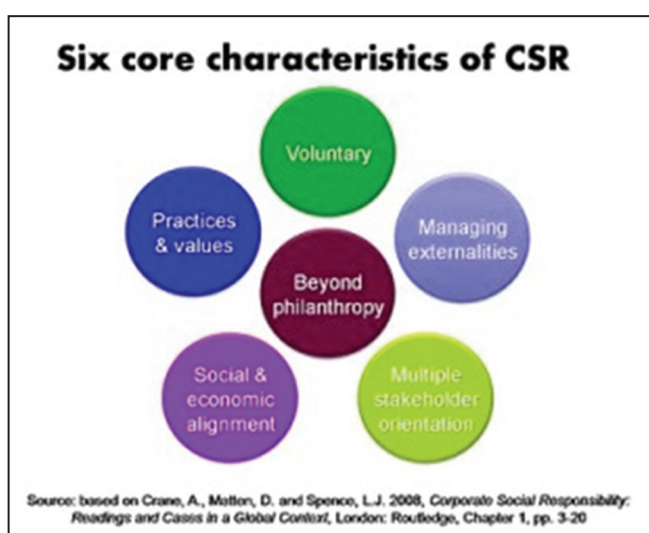 Six core characteristics of CSR
Voluntary
Practices
& values
Managing
externalities
Beyond
philanthropy
Social &
economic
alignment
Multiple
stakeholder
orientation
Source: based on Crane, A., Matten, D. and Spence, L.J. 2008, Corporate Social Responsibility:
Readings and Cases in a Global Context, London: Routledge, Chapter 1, pp. 3-20